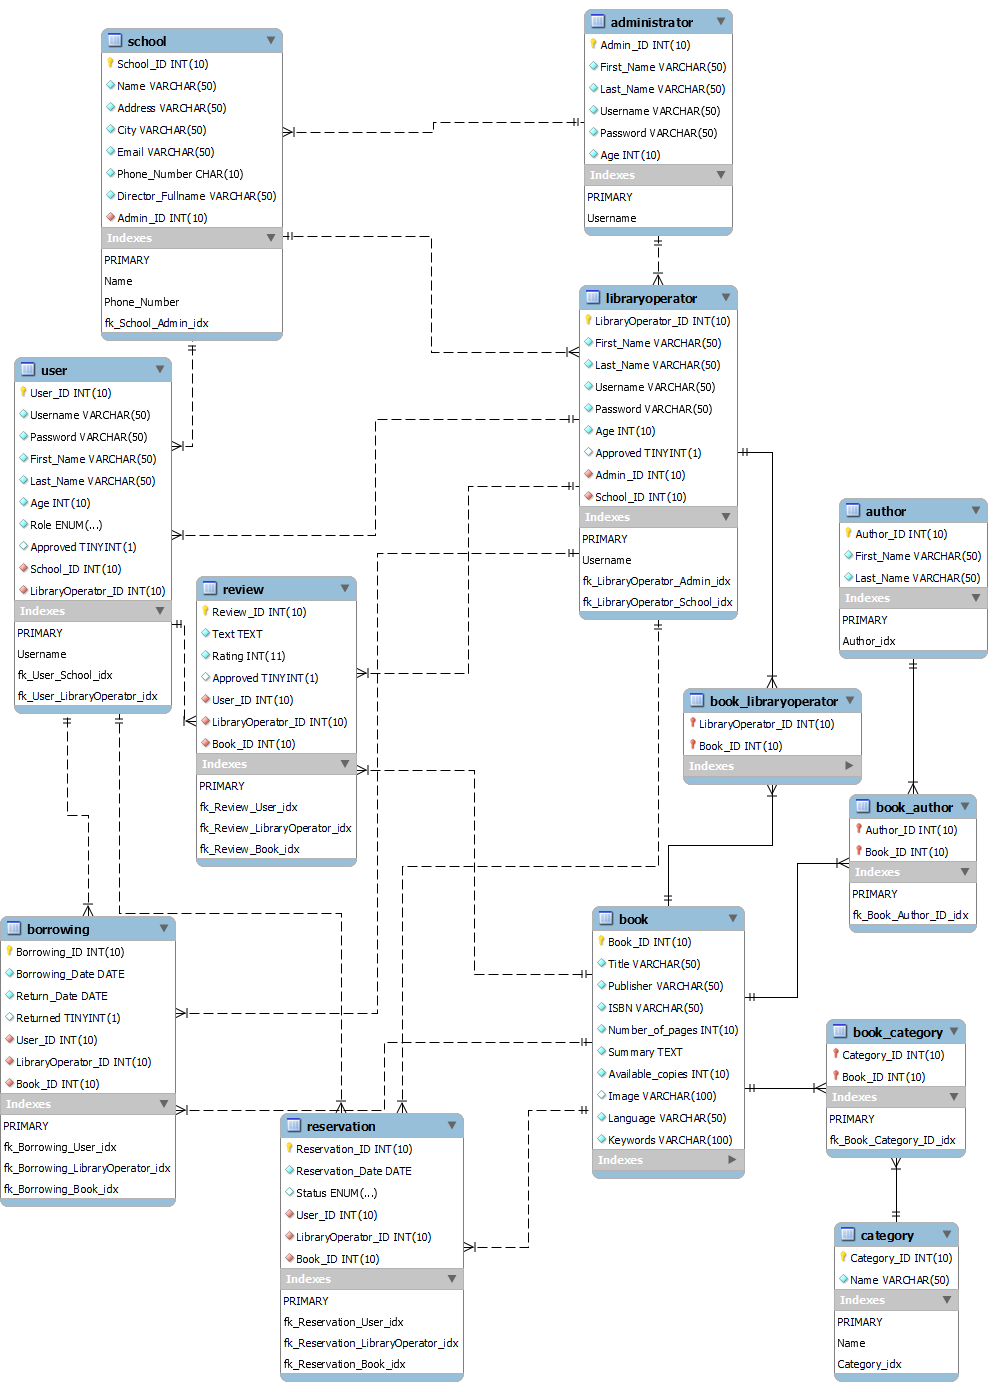 school
School_ID INT(10)
Name VARCHAR(50)
Address VARCHAR(50)
City VARCHAR(50)
Email VARCHAR(50)
Phone_Number CHAR(10)
Director_Fullname VARCHAR(50)
Admin_ID INT(10)
Indexes
PRIMARY
Name
Phone_Number
fk_School_Admin_idx
administrator
Admin_ID INT(10)
First_Name VARCHAR(50)
Last_Name VARCHAR(50)
Username VARCHAR(50)
Password VARCHAR(50)
Age INT(10)
Indexes
PRIMARY
Username
libraryoperator
LibraryOperator_ID INT(10)
First_Name VARCHAR(50)
Last_Name VARCHAR(50)
Username VARCHAR(50)
Password VARCHAR(50)
Age INT(10)
Approved TINYINT(1)
Admin_ID INT(10)
School_ID INT(10)
Indexes
PRIMARY
Username
fk_LibraryOperator_Admin_idx
fk_LibraryOperator_School_idx
user
User_ID INT(10)
Username VARCHAR(50)
Password VARCHAR(50)
First_Name VARCHAR(50)
Last_Name VARCHAR(50)
Age INT(10)
Role ENUM(...)
Approved TINYINT(1)
School_ID INT(10)
LibraryOperator_ID INT(10)
Indexes
PRIMARY
Username
fk_User_School_idx
fk_User_LibraryOperator_idx
review
Review_ID INT(10)
Text TEXT
Rating INT(11)
Approved TINYINT(1)
User_ID INT(10)
LibraryOperator_ID INT(10)
Book_ID INT(10)
Indexes
PRIMARY
fk_Review_User_idx
fk_Review_LibraryOperator_idx
fk_Review_Book_idx
author
Author_ID INT(10)
First_Name VARCHAR(50)
Last_Name VARCHAR(50)
Indexes
PRIMARY
Author_idx
book_libraryoperator
LibraryOperator_ID INT(10)
Book_ID INT(10)
Indexes
book_author
Author_ID INT(10)
Book_ID INT(10)
Indexes
PRIMARY
fk_Book_Author_ID_idx
borrowing
Borrowing_ID INT(10)
Borrowing_Date DATE
Return_Date DATE
Returned TINYINT(1)
User_ID INT(10)
LibraryOperator_ID INT(10)
Book_ID INT(10)
Indexes
PRIMARY
fk_Borrowing_User_idx
fk_Borrowing_LibraryOperator_idx
fk_Borrowing_Book_idx
book
Book_ID INT(10)
Title VARCHAR(50)
Publisher VARCHAR(50)
ISBN VARCHAR(50)
Number_of_pages INT(10)
Summary TEXT
Available_copies INT(10)
Image VARCHAR(100)
Language VARCHAR(50)
Keywords VARCHAR(100)
Indexes
book_category
Category_ID INT(10)
Book_ID INT(10)
Indexes
PRIMARY
fk_Book_Category_ID_idx
reservation
Reservation_ID INT(10)
Reservation_Date DATE
Status ENUM(...)
User_ID INT(10)
LibraryOperator_ID INT(10)
Book_ID INT(10)
Indexes
PRIMARY
fk_Reservation_User_idx
fk_Reservation_LibraryOperator_idx
fk_Reservation_Book_idx
category
Category_ID INT(10)
Name VARCHAR(50)
Indexes
PRIMARY
Name
Category_idx